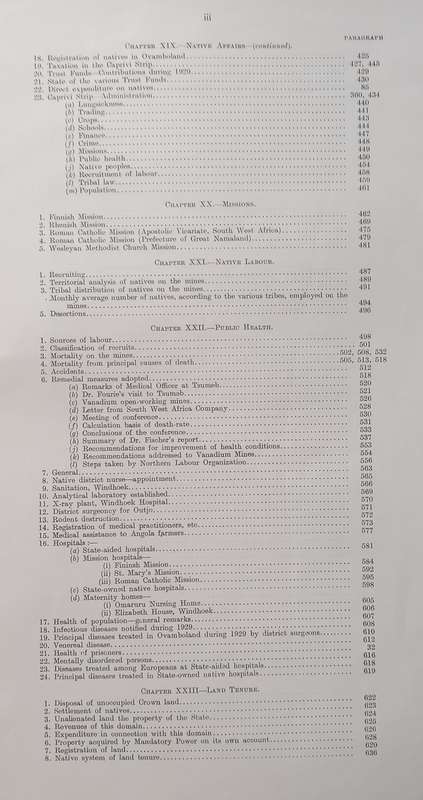 iii
PARAGRAPH
CHAPTER XIX.—NATIVE AFFAIRS—(continued).
18. Registration of natives in Ovamboland 425
19. Taxation in the Caprivi Strip 427, 443
20. Trust Funds—Contributions during 1929 429
21. State of the various Trust Funds 430
22. Direct expenditure on natives 85
23. Caprivi Strip Administration 360, 434
(a) Lungsickness 440
(b) Trading 441
(c) Crops 443
(d) Schools 444
(e) Finance 447
(f) Crime 448
(g) Missions 449
(h) Public health 450
(j) Native peoples 454
(k) Recruitment of labour 458
(l) Tribal law 459
(m) Population 461
CHAPTER XX.—MISSIONS.
1. Finnish Mission 462
2. Rhenish Mission 469
3. Roman Catholic Mission (Apostolic Vicariate, South West Africa) 475
4. Roman Catholic Mission (Prefecture of Great Namaland) 479
5. Wesleyan Methodist Church Mission 481
CHAPTER XXI.—NATIVE LABOUR.
1. Recruiting 487
2. Territorial analysis of natives on the mines 489
3. Tribal distribution of natives on the mines 491
. Monthly average number of natives, according to the various tribes, employed on the
mines 494
5. Desertions 496
CHAPTER XXII.—PUBLIC HEALTH.
1. Sources of labour 498
2. Classification of recruits 501
3. Mortality on the mines 502, 508, 532
4. Mortality from principal causes of death 505, 513, 518
5. Accidents 512
6. Remedial measures adopted 518
(a) Remarks of Medical Officer at Tsumeb 520
(b) Dr. Fourie's visit to Tsumeb 521
(c) Vanadium open-working mines 526
(d) Letter from South West Africa Company 528
(e) Meeting of conference 530
(f) Calculation basis of death-rate 531
(g) Conclusions of the conference 533
(h) Summary of Dr. Fischer's report 537
(j) Recommendations for improvement of health conditions 553
(k) Recommendations addressed to Vanadium Mines 554
(l) Steps taken by Northern Labour Organization 556
7. General 563
8. Native district nurse—appointment 565
9. Sanitation, Windhoek 566
10. Analytical laboratory established 569
11. X-ray plant, Windhoek Hospital 570
12. District surgeoncy for Outjo 571
13. Rodent destruction 572
14. Registration of medical practitioners, etc. 573
15. Medical assistance to Angola farmers 577
16. Hospitals:—
(a) State-aided hospitals 581
(b) Mission hospitals—
(i) Fininsh Mission 584
(ii) St. Mary's Mission 592
(iii) Roman Catholic Mission 595
(c) State-owned native hospitals 598
(d) Maternity homes—
(i) Omaruru Nursing Home 605
(ii) Elizabeth House, Windhoek 606
17. Health of population—general remarks 607
18. Infectious diseases notified during 1929 608
19. Principal diseases treated in Ovamboland during 1929 by district surgeons 610
20. Venereal disease 612
21. Health of prisoners 32
22. Mentally disordered persons 616
23. Diseases treated among Europeans at State-aided hospitals 618
24. Principal diseases treated in State-owned native hospitals 619
CHAPTER XXIII—LAND TENURE.
1. Disposal of unoccupied Crown land 622
2. Settlement of natives 623
3. Unalienated land the property of the State 624
4. Revenues of this domain 625
5. Expenditure in connection with this domain 626
6. Property acquired by Mandatory Power on its own account 628
7. Registration of land 629
8. Native system of land tenure 636